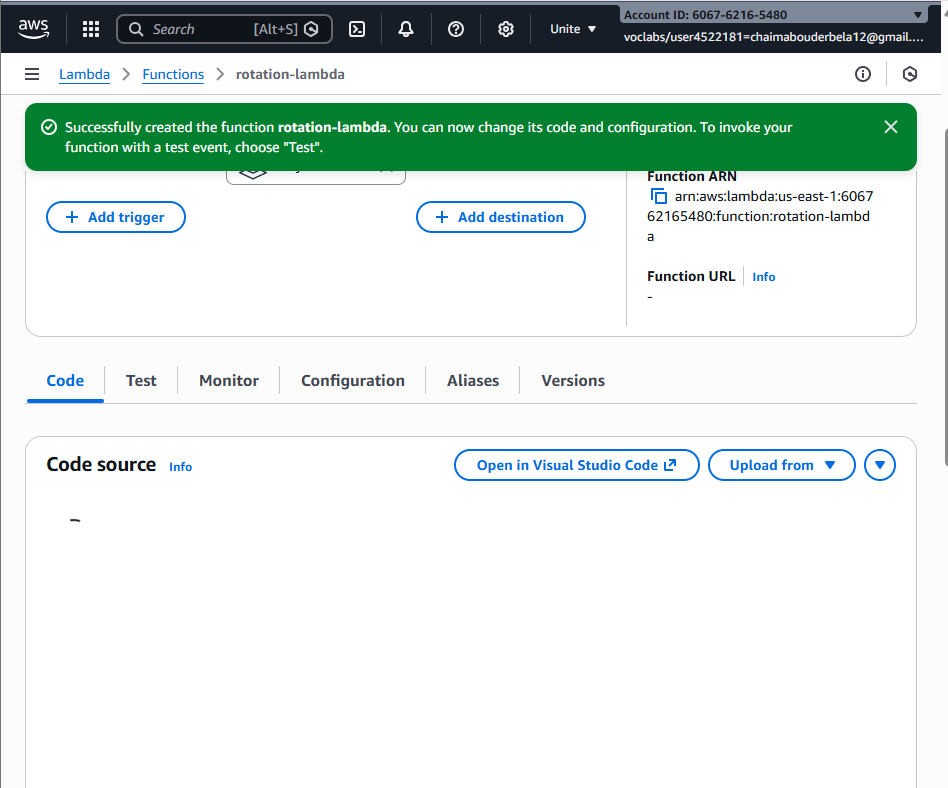 aws
Search [Alt+S]
Unite
Account ID: 6067-6216-5480
voclabs/user4522181=chaimabouderbela12@gmail....
Lambda
Functions
rotation-lambda
Successfully created the function rotation-lambda. You can now change its code and configuration. To invoke your
function with a test event, choose "Test".
Add trigger
Add destination
Function ARN
arn:aws:lambda:us-east-1:6067
62165480:function:rotation-lambd
a
Function URL Info
-
Code
Test
Monitor
Configuration
Aliases
Versions
Code source Info
Open in Visual Studio Code
Upload from